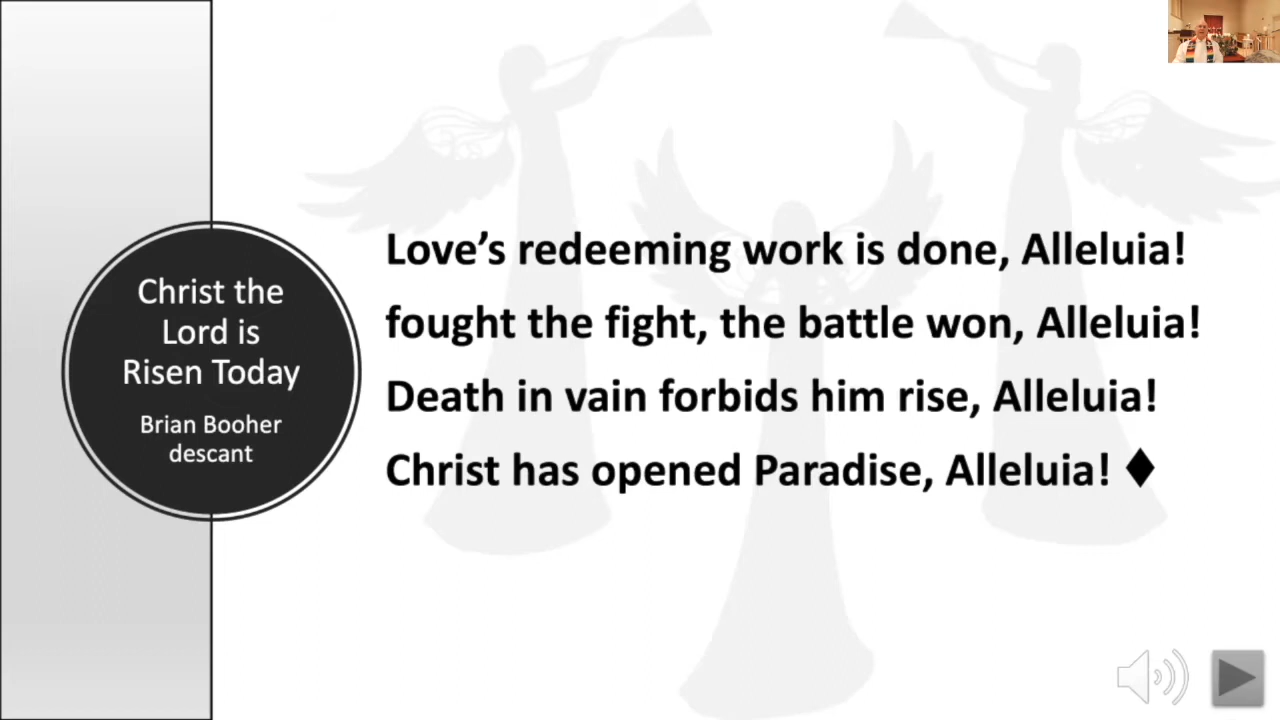 Christ the
Lord is
Risen Today
Brian Booher
descant
Love’s redeeming work is done, Alleluia!
fought the fight, the battle won, Alleluia!
Death in vain forbids him rise, Alleluia!
Christ has opened Paradise, Alleluia! ♦